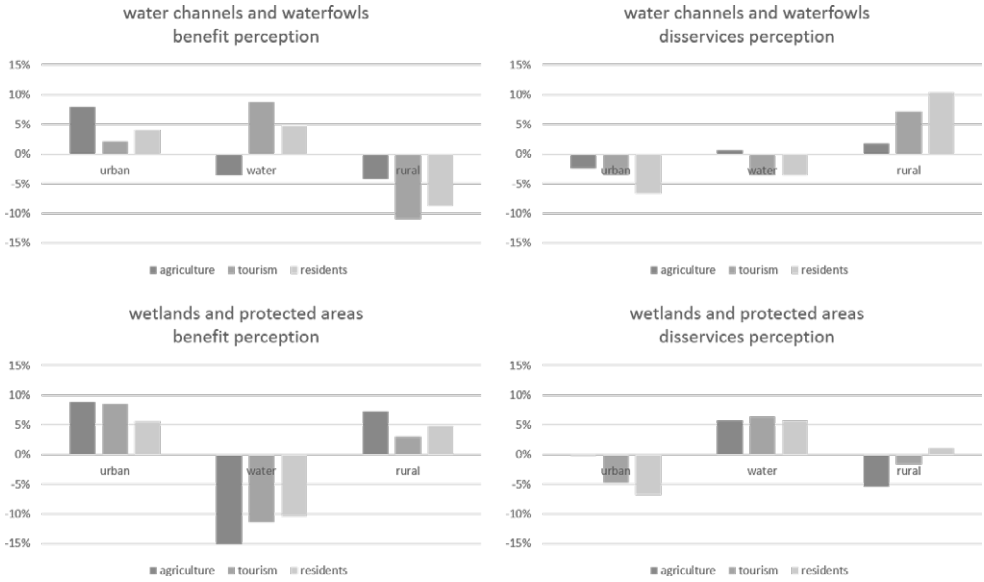 water channels and waterfowls
benefit perception
15%
10%
5%
0%
-5%
-10%
-15%
urban
water
rural
agriculture tourism residents
water channels and waterfowls
disservices perception
15%
10%
5%
0%
-5%
-10%
-15%
urban
water
rural
agriculture tourism residents
wetlands and protected areas
benefit perception
15%
10%
5%
0%
-5%
-10%
-15%
urban
water
rural
agriculture tourism residents
wetlands and protected areas
disservices perception
15%
10%
5%
0%
-5%
-10%
-15%
urban
water
rural
agriculture tourism residents